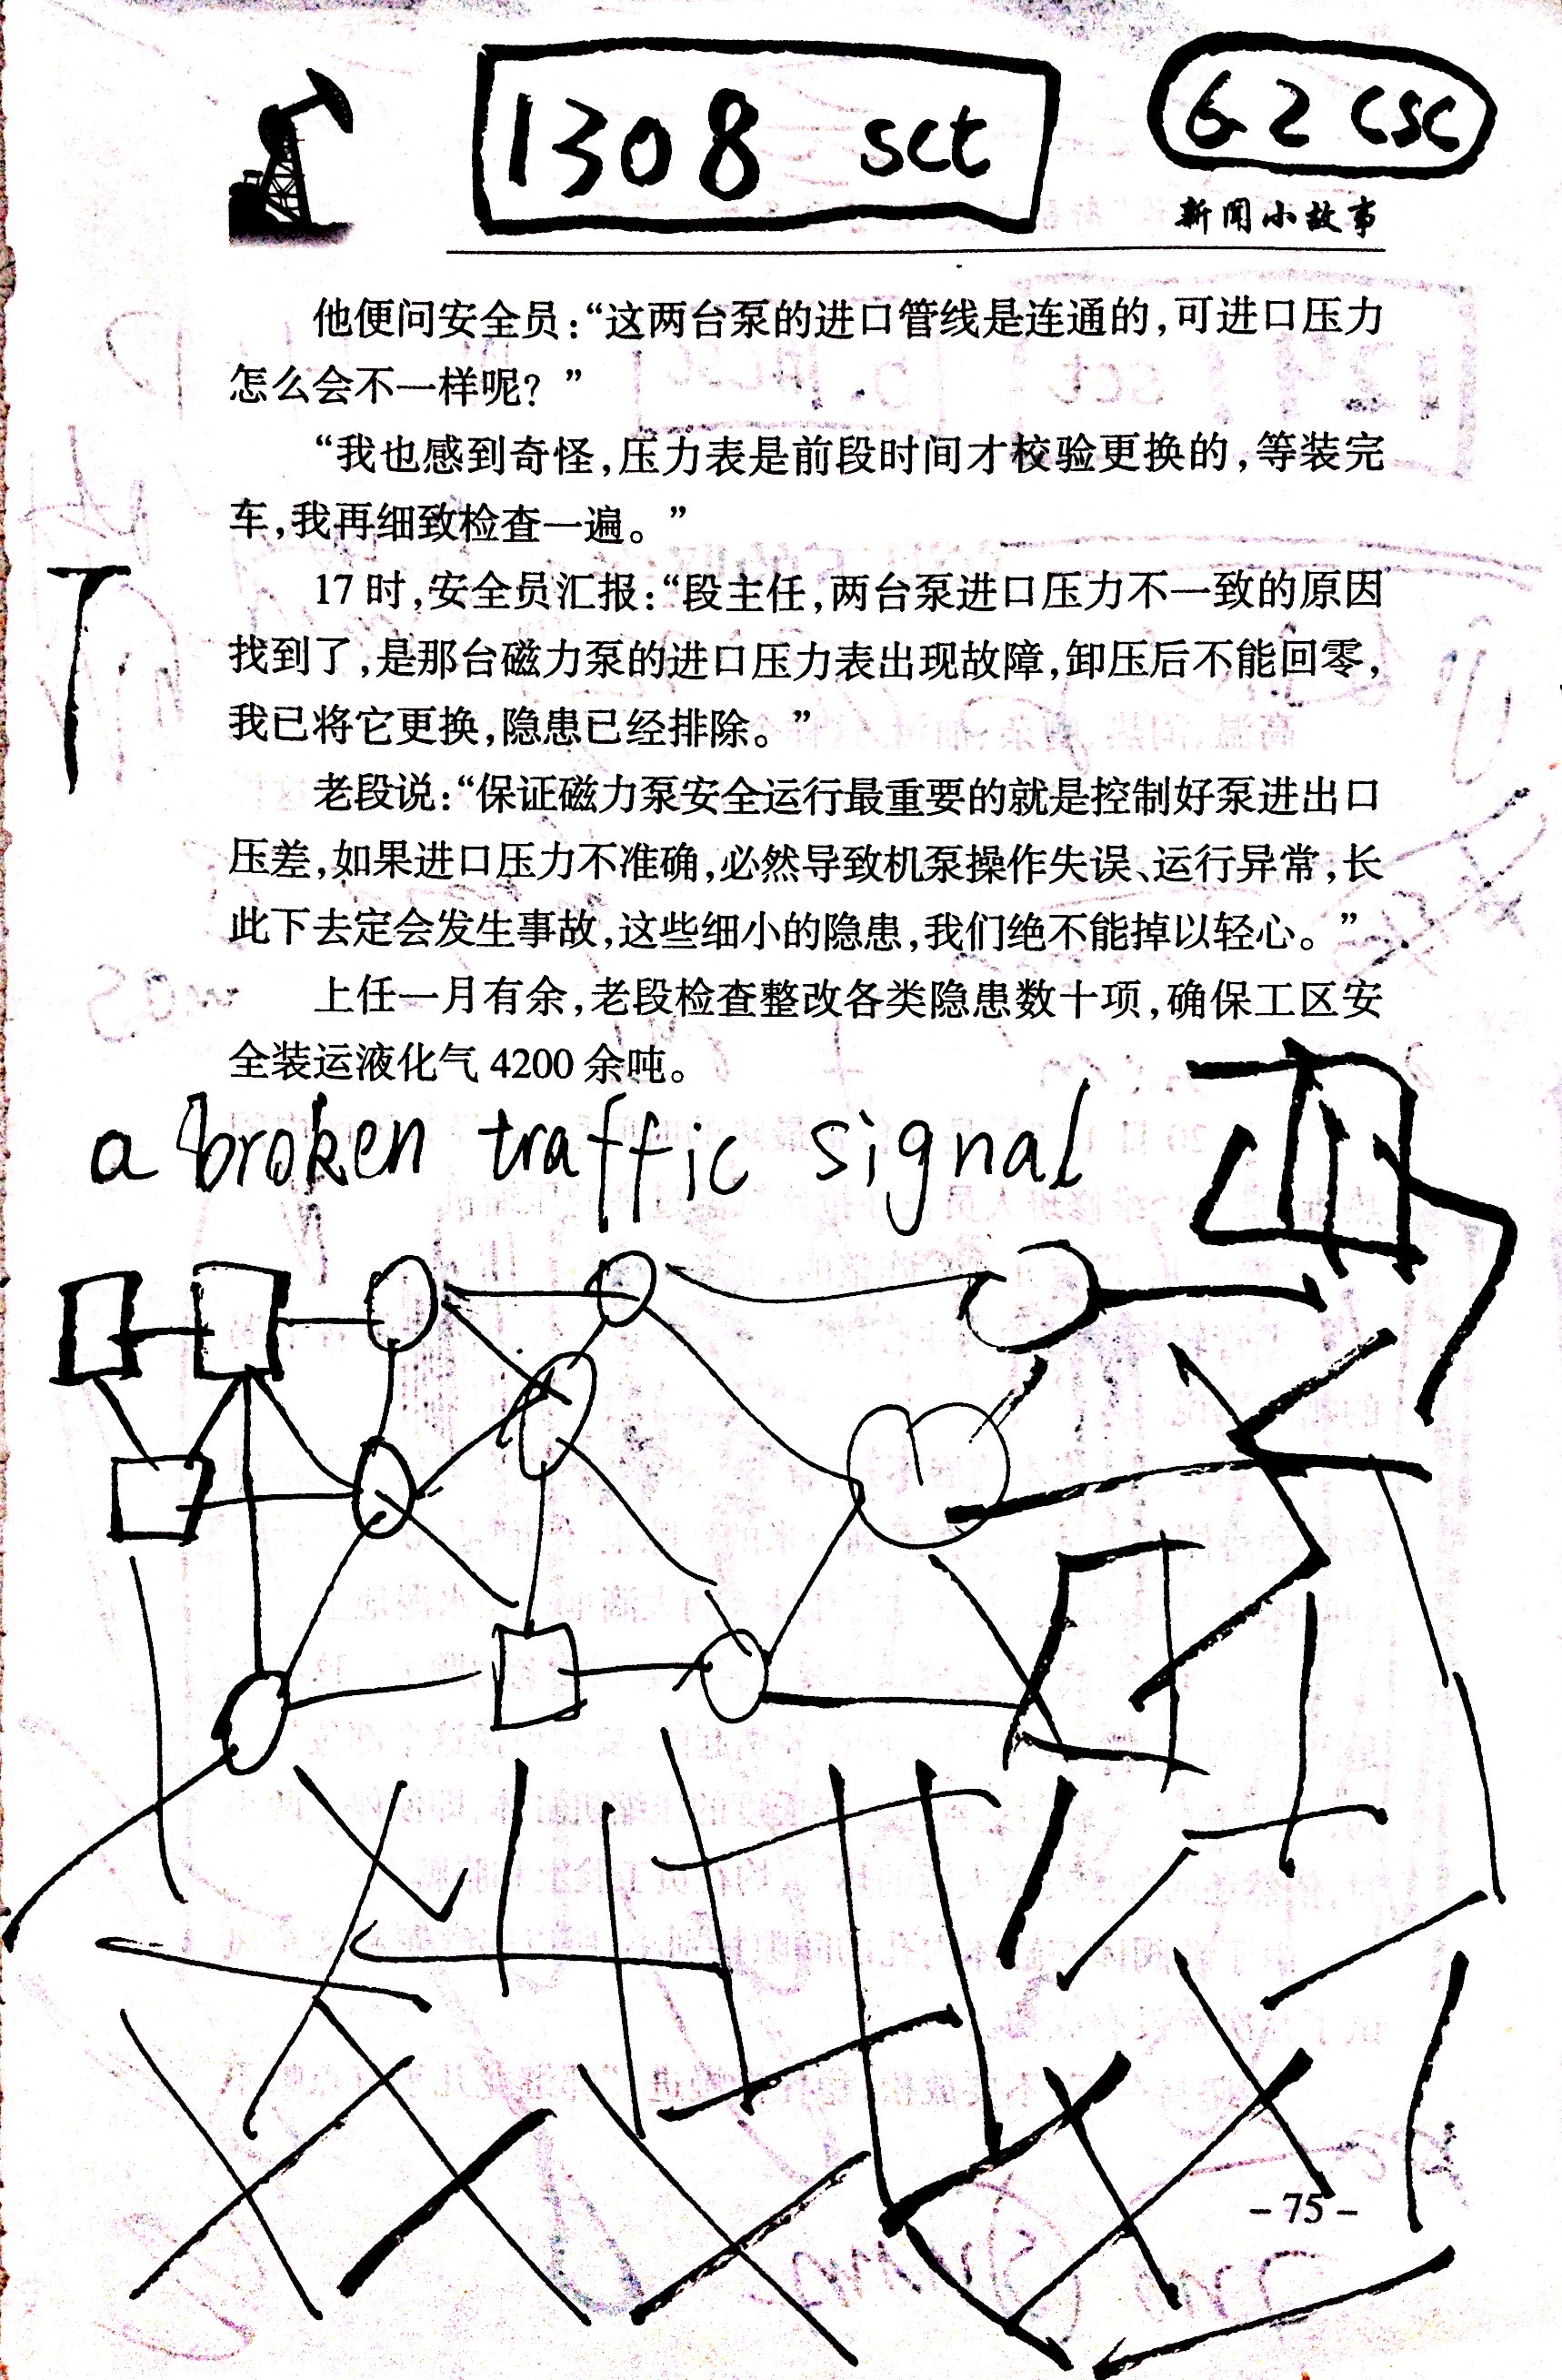 1308 sct
62 csc
新闻小故事
他便问安全员:“这两台泵的进口管线是连通的,可进口压力
怎么会不一样呢?”
“我也感到奇怪,压力表是前段时间才校验更换的,等装完
车,我再细致检查一遍。”
17时,安全员汇报:“段主任,两台泵进口压力不一致的原因
找到了,是那台磁力泵的进口压力表出现故障,卸压后不能回零,
我已将它更换,隐患已经排除。”
老段说:“保证磁力泵安全运行最重要的就是控制好泵进出口
压差,如果进口压力不准确,必然导致机泵操作失误、运行异常,长
此下去定会发生事故,这些细小的隐患,我们绝不能掉以轻心。”
上任一月有余,老段检查整改各类隐患数十项,确保工区安
全装运液化气4200余吨。
a broken traffic signal
-75-